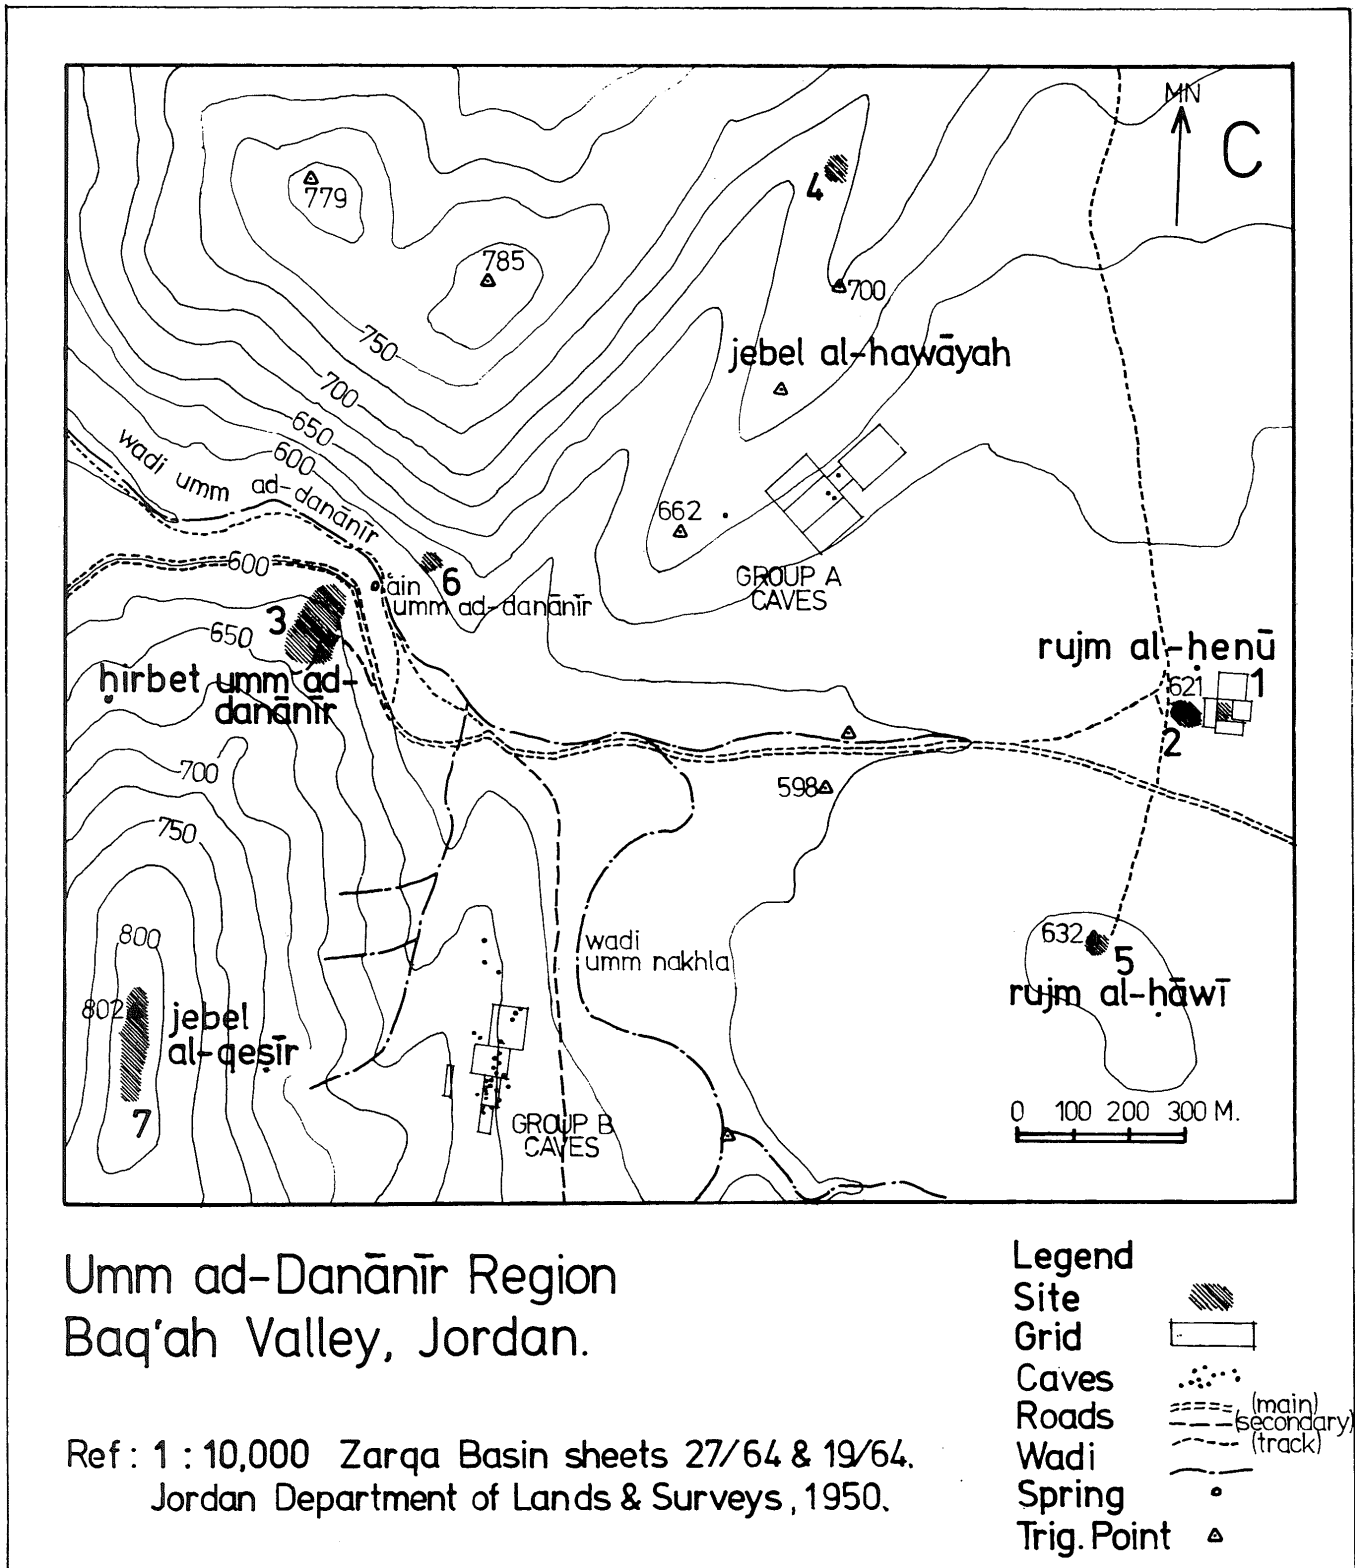 MN
C
4
779
785
700
750
jebel al-hawāyah
700
650
600
wadi umm ad-danānīr
662
600
6
'ain
umm ad-danānīr
GROUP A
CAVES
3
650
rujm al-ḥenū
621
1
ḫirbet umm ad-
danānīr
2
700
598
750
800
wadi
umm nakhla
632
5
rujm al-hāwī
802
jebel
al-qeṣīr
7
GROUP B
CAVES
0 100 200 300 M.
Umm ad-Danānīr Region
Baq'ah Valley, Jordan.
Ref: 1 : 10,000 Zarqa Basin sheets 27/64 & 19/64.
Jordan Department of Lands & Surveys, 1950.
Legend
Site
Grid
Caves
Roads (main)
(secondary)
(track)
Wadi
Spring
Trig. Point